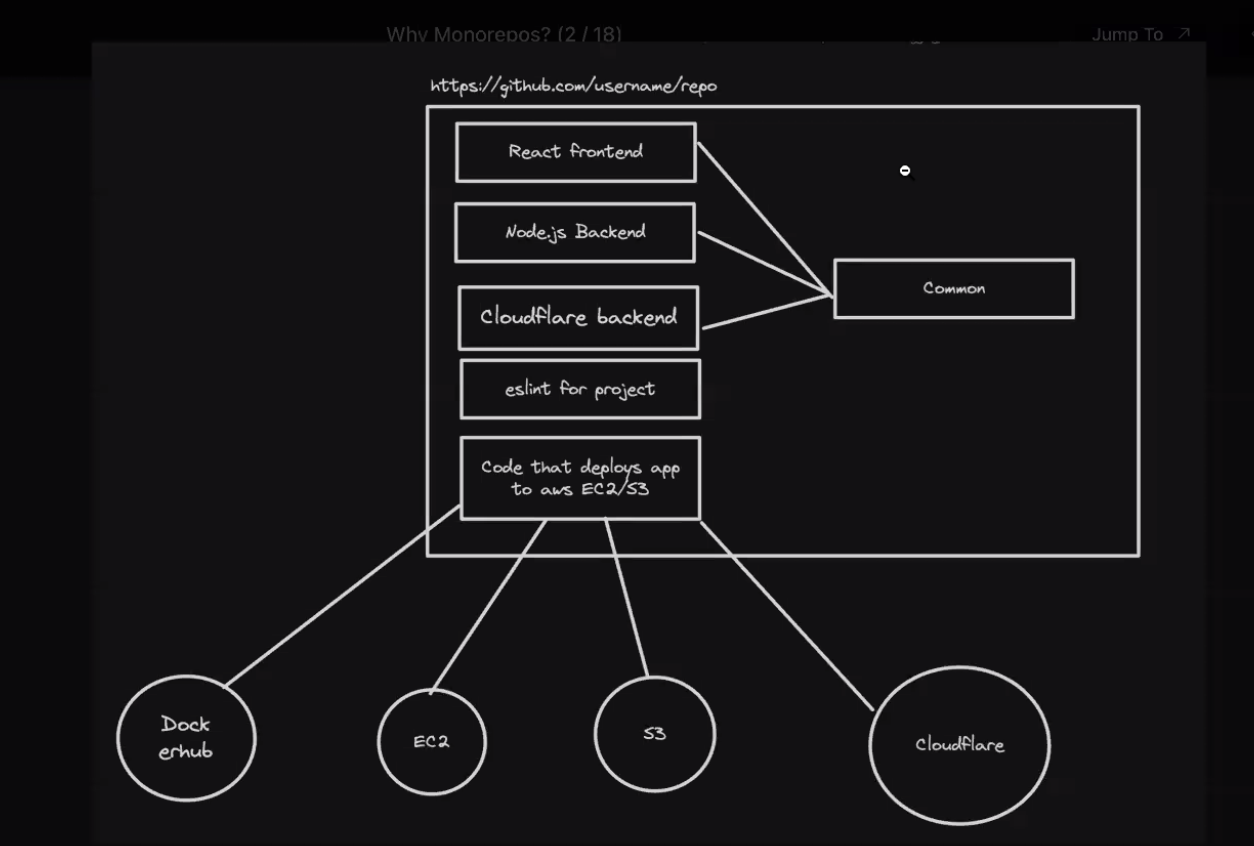 Why Monorepos? (2 / 18)
Jump To
https://github.com/username/repo
React frontend
Node.js Backend
Common
Cloudflare backend
eslint for project
Code that deploys app
to aws EC2/S3
Dock
erhub
EC2
S3
Cloudflare